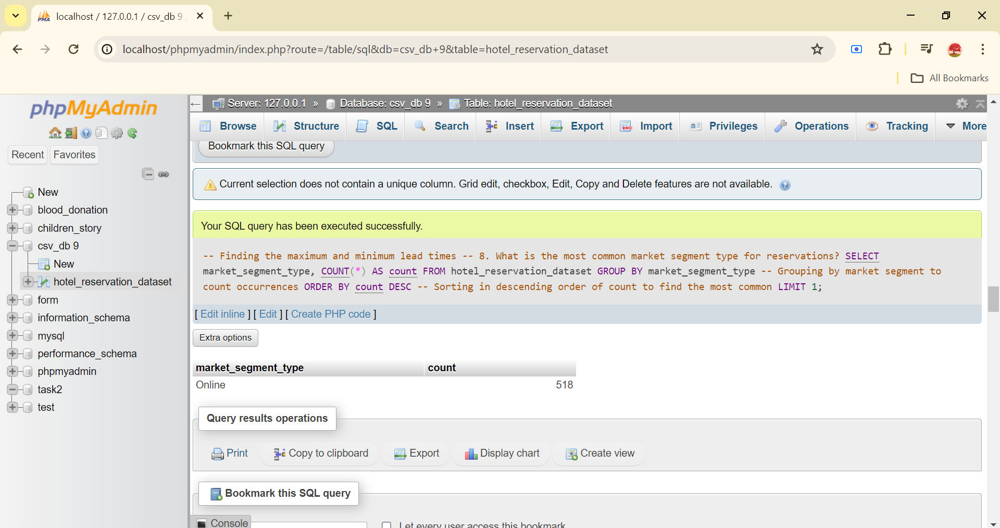 localhost / 127.0.0.1 / csv_db 9
localhost/phpmyadmin/index.php?route=/table/sql&db=csv_db+9&table=hotel_reservation_dataset
All Bookmarks
phpMyAdmin
Recent Favorites
New
blood_donation
children_story
csv_db 9
New
hotel_reservation_dataset
form
information_schema
mysql
performance_schema
phpmyadmin
task2
test
Server: 127.0.0.1 » Database: csv_db 9 » Table: hotel_reservation_dataset
Browse Structure SQL Search Insert Export Import Privileges Operations Tracking More
Bookmark this SQL query
Current selection does not contain a unique column. Grid edit, checkbox, Edit, Copy and Delete features are not available.
Your SQL query has been executed successfully.
-- Finding the maximum and minimum lead times -- 8. What is the most common market segment type for reservations? SELECT
market_segment_type, COUNT(*) AS count FROM hotel_reservation_dataset GROUP BY market_segment_type -- Grouping by market segment to
count occurrences ORDER BY count DESC -- Sorting in descending order of count to find the most common LIMIT 1;
[ Edit inline ] [ Edit ] [ Create PHP code ]
Extra options
market_segment_type count
Online 518
Query results operations
Print Copy to clipboard Export Display chart Create view
Bookmark this SQL query
Console
Let every user access this bookmark